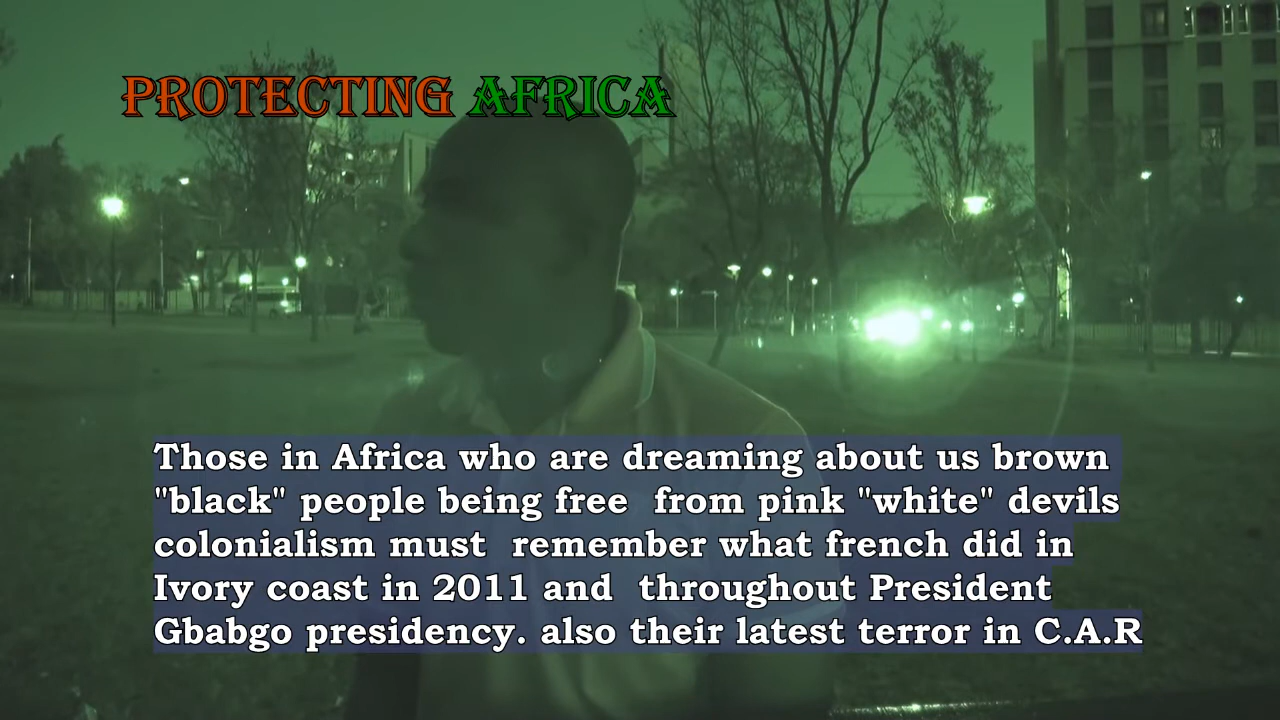 PROTECTING AFRICA
Those in Africa who are dreaming about us brown
"black" people being free  from pink "white" devils
colonialism must  remember what french did in
Ivory coast in 2011 and  throughout President
Gbabgo presidency. also their latest terror in C.A.R